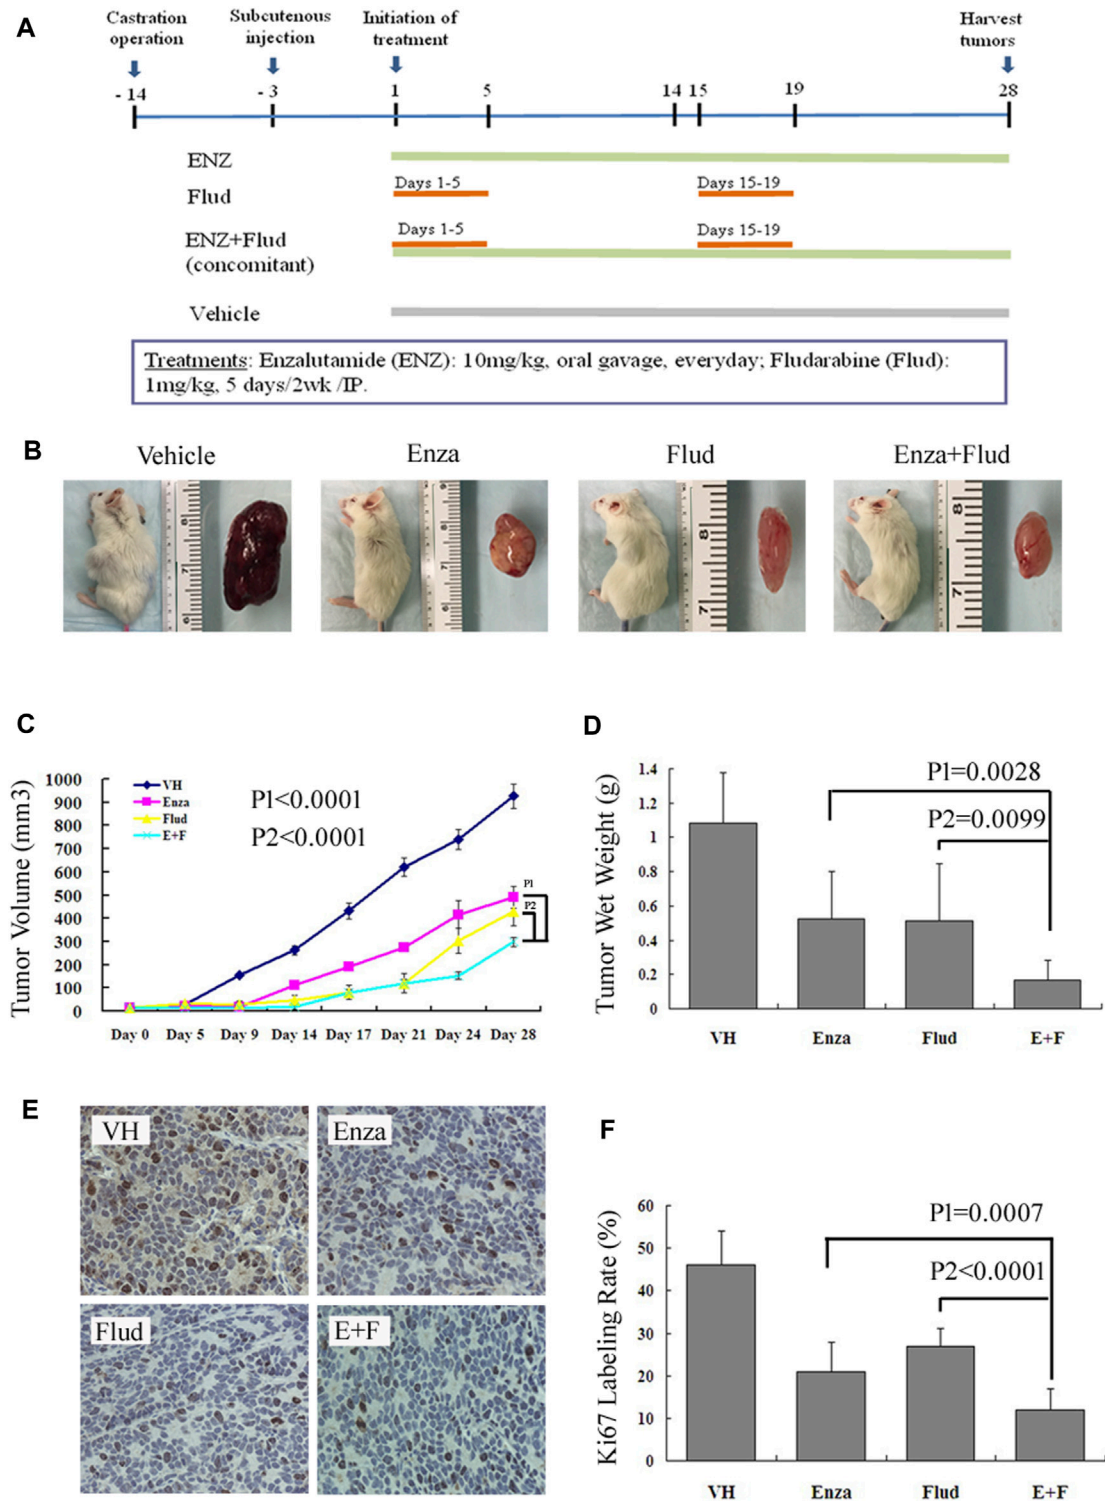 A
Castration
operation
Subcutenous
injection
Initiation of
treatment
Harvest
tumors
- 14
- 3
1
5
14 15
19
28
ENZ
Flud
Days 1-5
Days 15-19
ENZ+Flud
(concomitant)
Days 1-5
Days 15-19
Vehicle
Treatments: Enzalutamide (ENZ): 10mg/kg, oral gavage, everyday; Fludarabine (Flud):
1mg/kg, 5 days/2wk /IP.
B
Vehicle
Enza
Flud
Enza+Flud
8
7
8
7
C
Tumor Volume (mm3)
1000
900
800
700
600
500
400
300
200
100
0
VH
Enza
Flud
E+F
P1<0.0001
P2<0.0001
P1
P2
Day 0 Day 5 Day 9 Day 14 Day 17 Day 21 Day 24 Day 28
D
Tumor Wet Weight (g)
1.4
1.2
1
0.8
0.6
0.4
0.2
0
P1=0.0028
P2=0.0099
VH Enza Flud E+F
E
VH
Enza
Flud
E+F
F
Ki67 Labeling Rate (%)
60
50
40
30
20
10
0
P1=0.0007
P2<0.0001
VH Enza Flud E+F